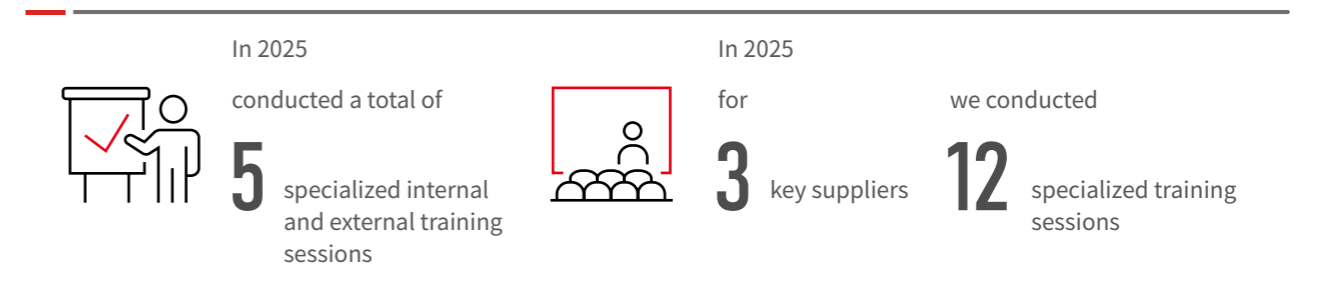 In 2025
conducted a total of
5 specialized internal
and external training
sessions
In 2025
for
3 key suppliers
we conducted
12 specialized training
sessions